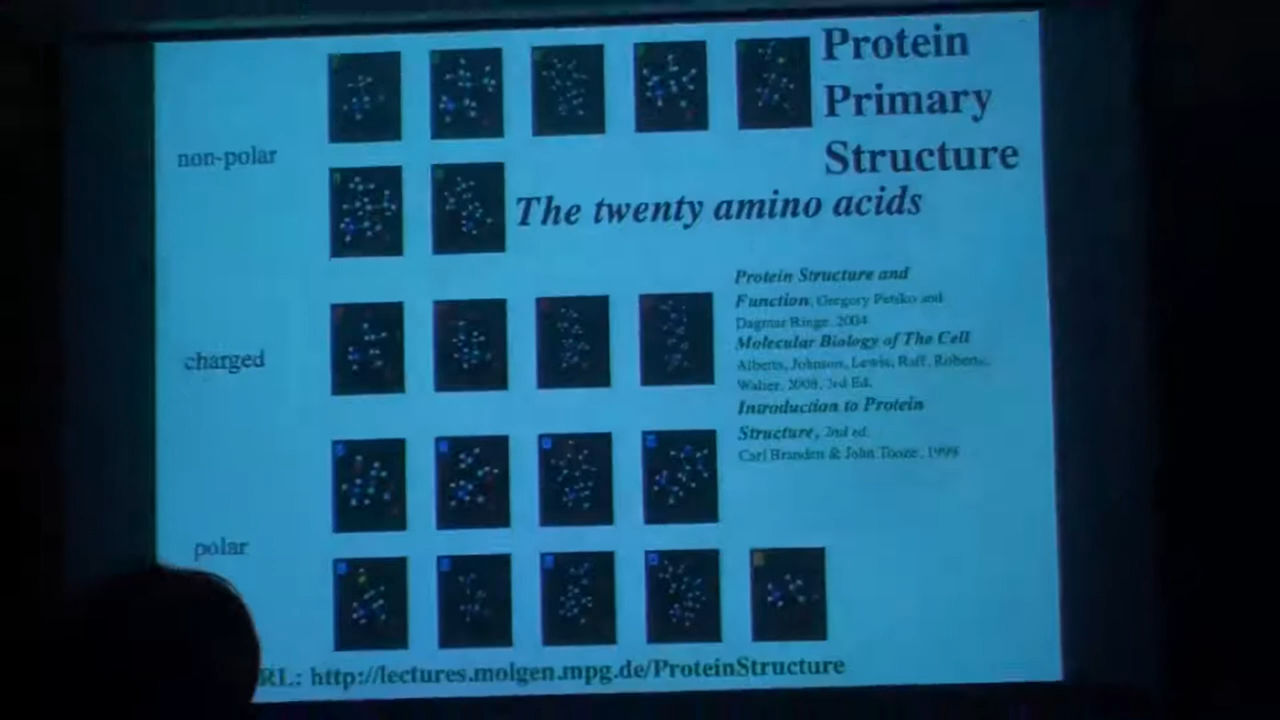 Protein
Primary
Structure
non-polar
The twenty amino acids
Protein Structure and
Function, Gregory Petsko and
Dagmar Ringe, 2004
Molecular Biology of The Cell
Alberts, Johnson, Lewis, Raff, Roberts,
Walter, 2008, Ed.
Introduction to Protein
Structure, 2nd ed.
Carl Branden & John Tooze, 1998
charged
polar
RL: http://lectures.molgen.mpg.de/ProteinStructure